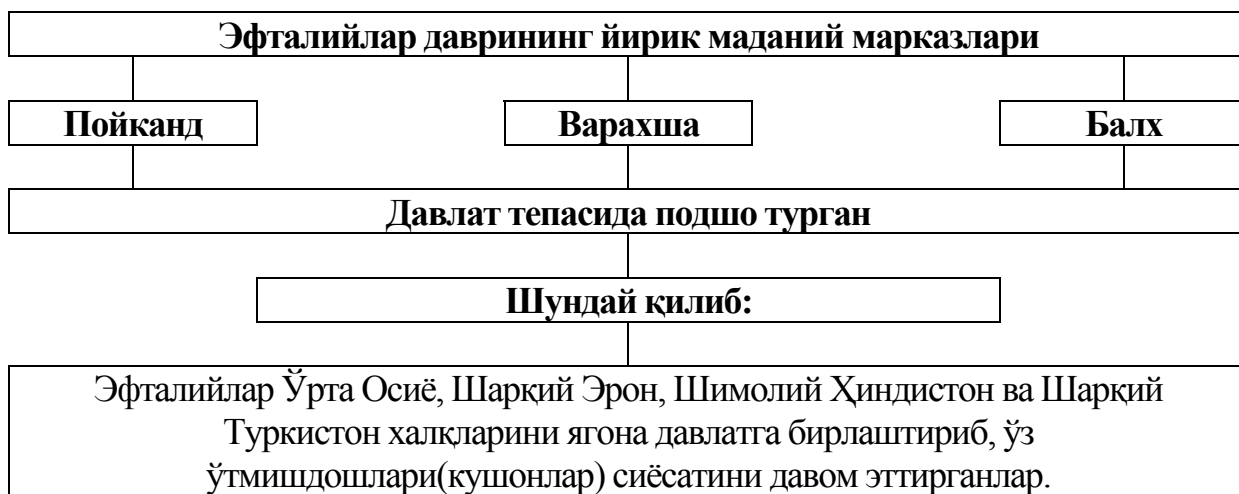 Эфталийлар даврининг йирик маданий марказлари
Пойканд
Варахша
Балх
Давлат тепасида подшо турган
Шундай қилиб:
Эфталийлар Ўрта Осиё, Шарқий Эрон, Шимолий Ҳиндистон ва Шарқий
Туркистон халқларини ягона давлатга бирлаштириб, ўз
ўтмишдошлари(кушонлар) сиёсатини давом эттирганлар.